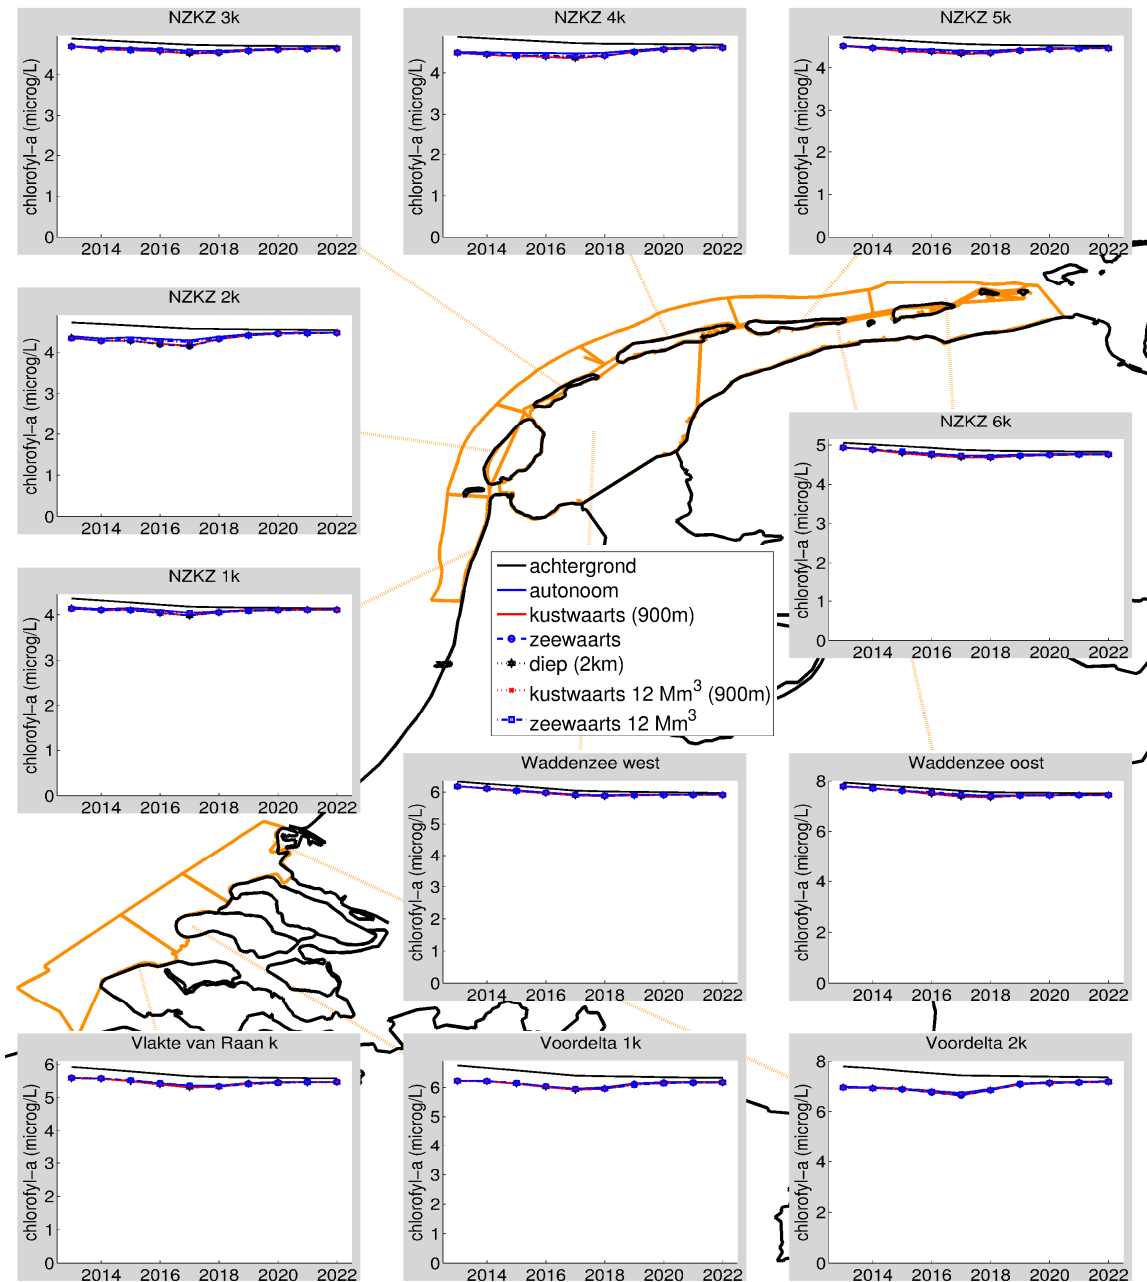 NZKZ 3k
chlorofyl−a (microg/L)
4
3
2
1
0
2014 2016 2018 2020 2022
NZKZ 4k
chlorofyl−a (microg/L)
4
3
2
1
0
2014 2016 2018 2020 2022
NZKZ 5k
chlorofyl−a (microg/L)
4
3
2
1
0
2014 2016 2018 2020 2022
NZKZ 2k
chlorofyl−a (microg/L)
4
3
2
1
0
2014 2016 2018 2020 2022
NZKZ 6k
chlorofyl−a (microg/L)
5
4
3
2
1
0
2014 2016 2018 2020 2022
NZKZ 1k
chlorofyl−a (microg/L)
4
3
2
1
0
2014 2016 2018 2020 2022
achtergrond
autonoom
kustwaarts (900m)
zeewaarts
diep (2km)
kustwaarts 12 Mm³ (900m)
zeewaarts 12 Mm³
Waddenzee west
chlorofyl−a (microg/L)
6
5
4
3
2
1
0
2014 2016 2018 2020 2022
Waddenzee oost
chlorofyl−a (microg/L)
8
6
4
2
0
2014 2016 2018 2020 2022
Vlakte van Raan k
chlorofyl−a (microg/L)
6
5
4
3
2
1
0
2014 2016 2018 2020 2022
Voordelta 1k
chlorofyl−a (microg/L)
6
5
4
3
2
1
0
2014 2016 2018 2020 2022
Voordelta 2k
chlorofyl−a (microg/L)
8
6
4
2
0
2014 2016 2018 2020 2022